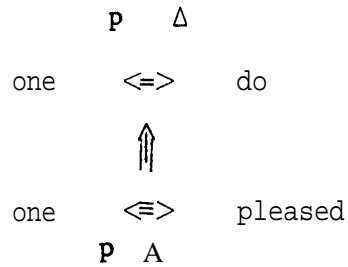 p Δ
one <=> do
⇑
one <≡> pleased
p A